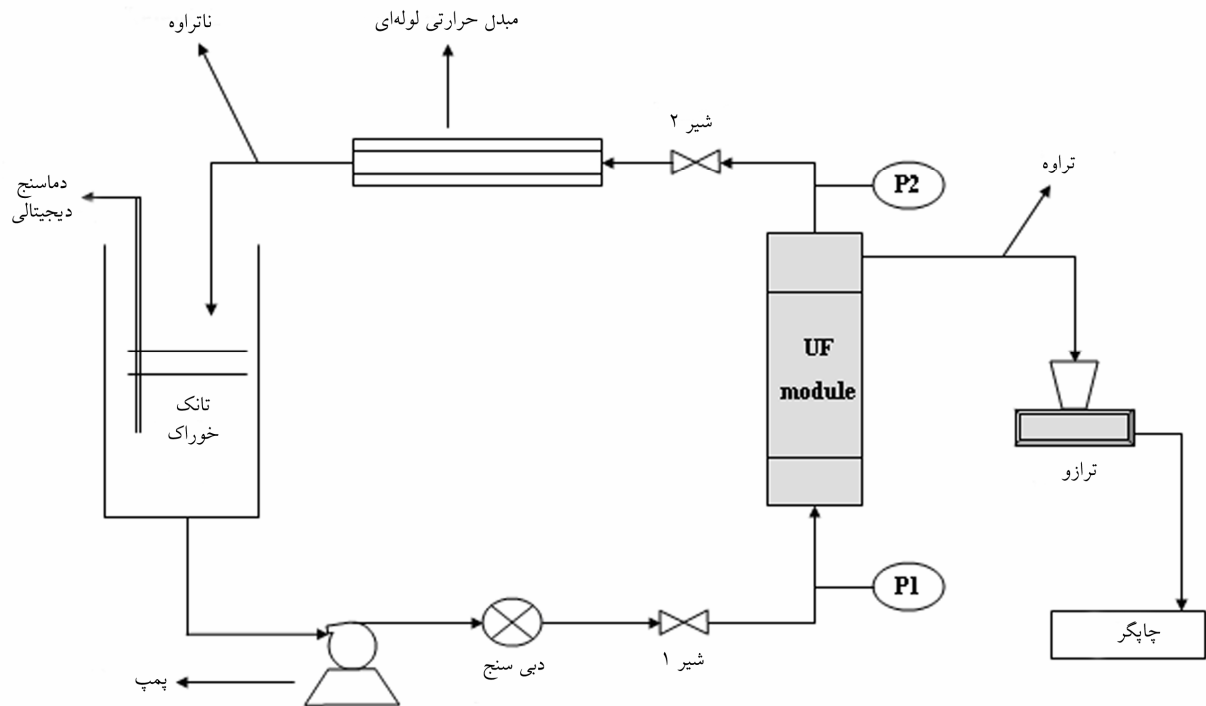 ناتراوه
مبدل حرارتی لوله‌ای
شیر ۲
P2
تراوه
دماسنج
دیجیتالی
تانک
خوراک
UF
module
ترازو
P1
چاپگر
شیر ۱
دبی سنج
پمپ